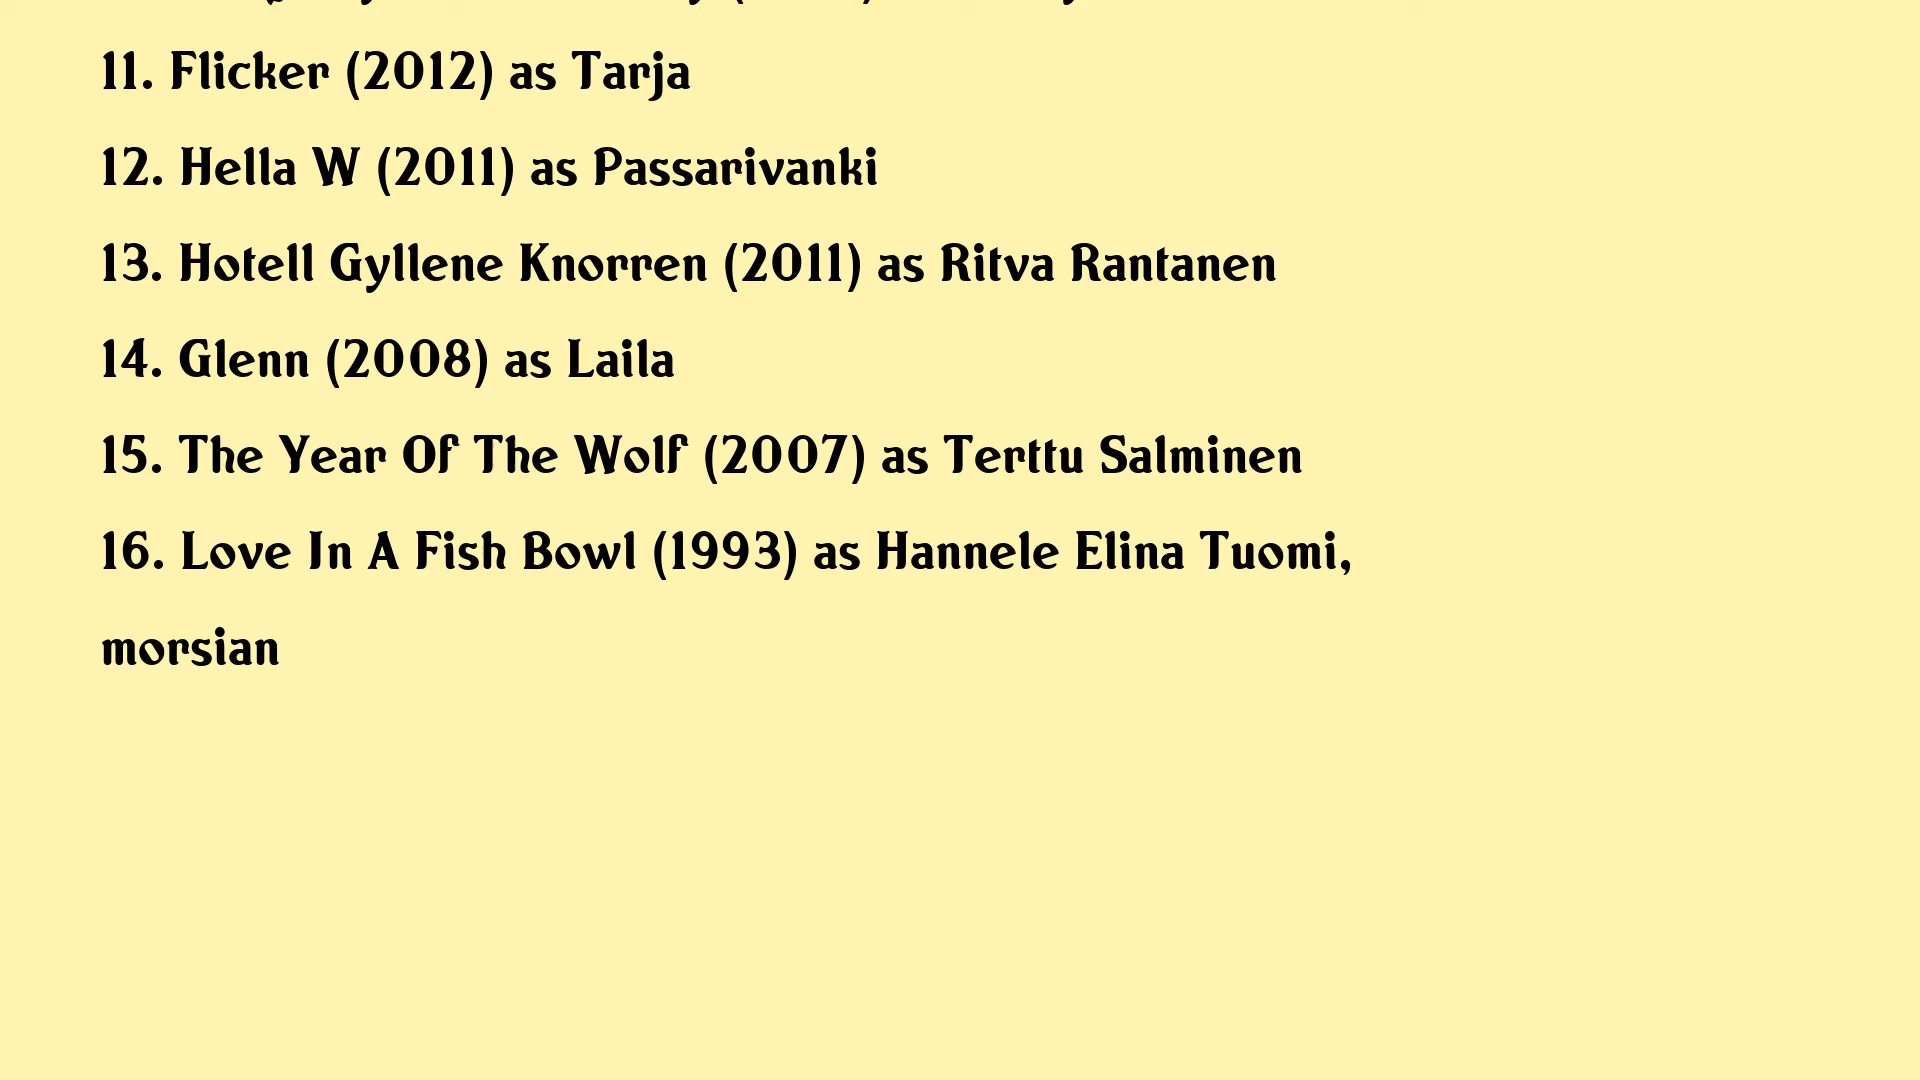 11. Flicker (2012) as Tarja
12. Hella W (2011) as Passarivanki
13. Hotell Gyllene Knorren (2011) as Ritva Rantanen
14. Glenn (2008) as Laila
15. The Year Of The Wolf (2007) as Terttu Salminen
16. Love In A Fish Bowl (1993) as Hannele Elina Tuomi,
morsian